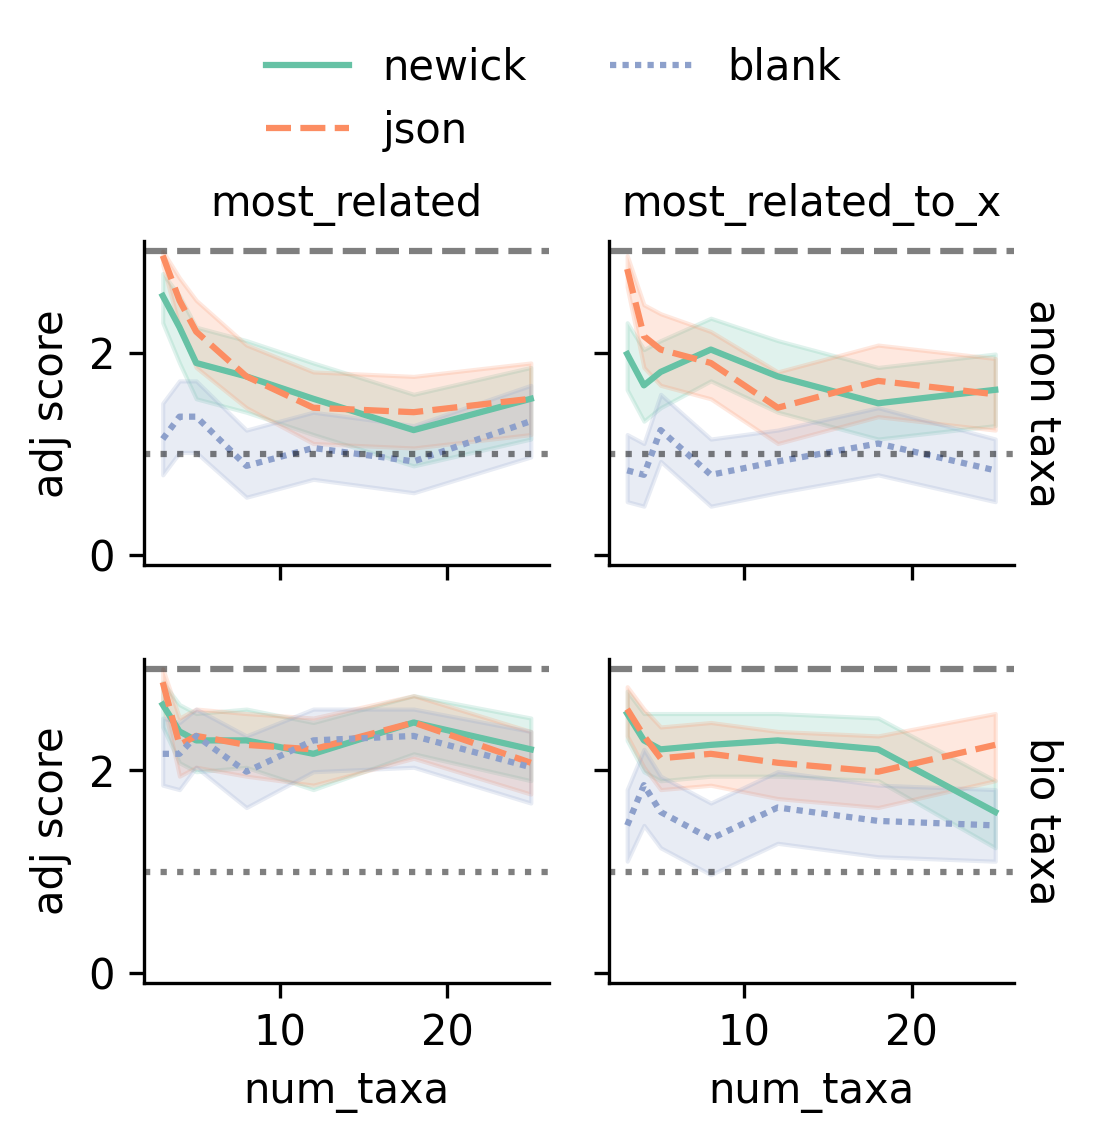 newick blank
json
most_related most_related_to_x
adj score
2
0
anon taxa
adj score
2
0
bio taxa
10 20 10 20
num_taxa num_taxa